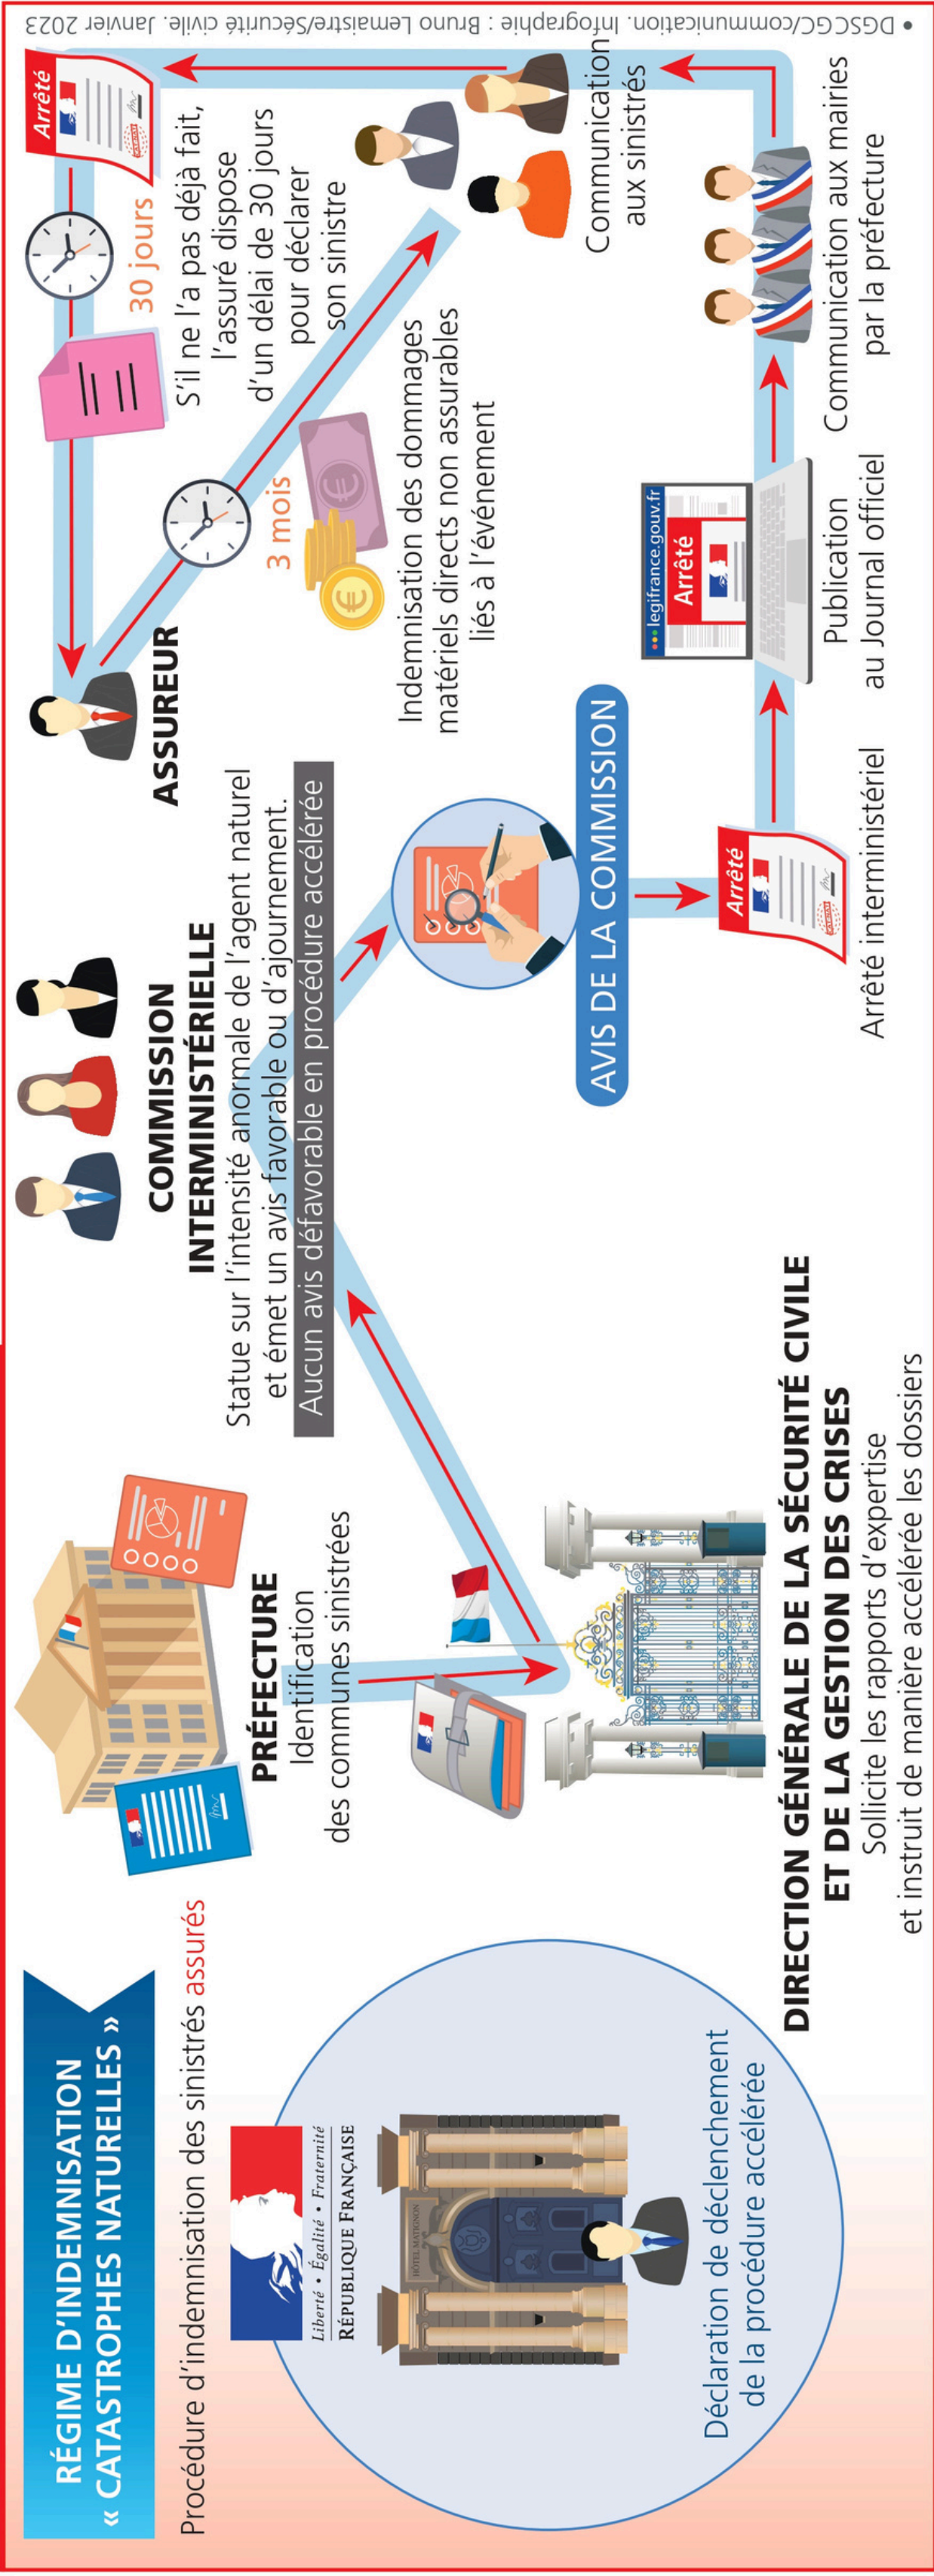 RÉGIME D'INDEMNISATION
« CATASTROPHES NATURELLES »
Procédure d'indemnisation des sinistrés assurés
Liberté • Égalité • Fraternité
RÉPUBLIQUE FRANÇAISE
HÔTEL MATIGNON
Déclaration de déclenchement
de la procédure accélérée
PRÉFECTURE
Identification
des communes sinistrées
DIRECTION GÉNÉRALE DE LA SÉCURITÉ CIVILE
ET DE LA GESTION DES CRISES
Sollicite les rapports d'expertise
et instruit de manière accélérée les dossiers
COMMISSION
INTERMINISTÉRIELLE
Statue sur l'intensité anormale de l'agent naturel
et émet un avis favorable ou d'ajournement.
Aucun avis défavorable en procédure accélérée
AVIS DE LA COMMISSION
Arrêté
Arrêté interministériel
legifrance.gouv.fr
Arrêté
Publication
au Journal officiel
Communication aux mairies
par la préfecture
Communication
aux sinistrés
Arrêté
30 jours
S'il ne l'a pas déjà fait,
l'assuré dispose
d'un délai de 30 jours
pour déclarer
son sinistre
ASSUREUR
3 mois
Indemnisation des dommages
matériels directs non assurables
liés à l'événement
• DGSCGC/communication. Infographie : Bruno Lemaistre/Sécurité civile. Janvier 2023